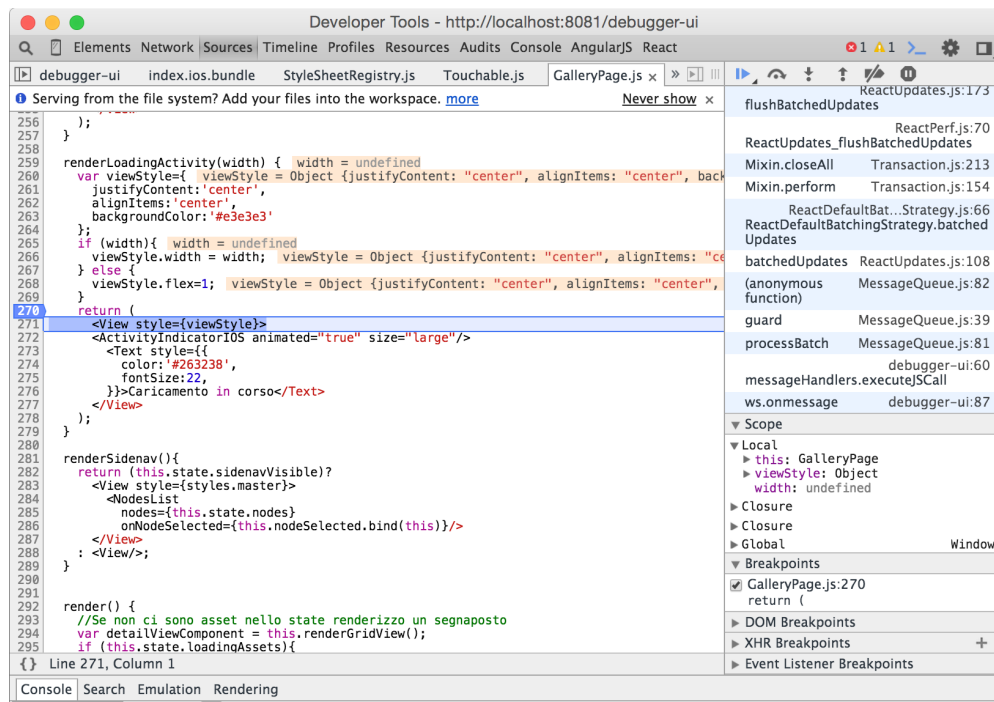 Developer Tools - http://localhost:8081/debugger-ui
Elements Network Sources Timeline Profiles Resources Audits Console AngularJS React 1 1
debugger-ui index.ios.bundle StyleSheetRegistry.js Touchable.js GalleryPage.js × »
Serving from the file system? Add your files into the workspace. more Never show ×
256 );
257 }
258
259 renderLoadingActivity(width) { width = undefined
260 var viewStyle={ viewStyle = Object {justifyContent: "center", alignItems: "center", back
261 justifyContent:'center',
262 alignItems:'center',
263 backgroundColor:'#e3e3e3'
264 };
265 if (width){ width = undefined
266 viewStyle.width = width; viewStyle = Object {justifyContent: "center", alignItems: "ce
267 } else {
268 viewStyle.flex=1; viewStyle = Object {justifyContent: "center", alignItems: "center",
269 }
270 return (
271 <View style={viewStyle}>
272 <ActivityIndicatorIOS animated="true" size="large"/>
273 <Text style={{
274 color:'#263238',
275 fontSize:22,
276 }}>Caricamento in corso</Text>
277 </View>
278 );
279 }
280
281 renderSidenav(){
282 return (this.state.sidenavVisible)?
283 <View style={styles.master}>
284 <NodesList
285 nodes={this.state.nodes}
286 onNodeSelected={this.nodeSelected.bind(this)}/>
287 </View>
288 : <View/>;
289 }
290
291
292 render() {
293 //Se non ci sono asset nello state renderizzo un segnaposto
294 var detailViewComponent = this.renderGridView();
295 if (this.state.loadingAssets){
{} Line 271, Column 1
Console Search Emulation Rendering
ReactUpdates.js:173
flushBatchedUpdates
ReactPerf.js:70
ReactUpdates_flushBatchedUpdates
Mixin.closeAll Transaction.js:213
Mixin.perform Transaction.js:154
ReactDefaultBat...Strategy.js:66
ReactDefaultBatchingStrategy.batched
Updates
batchedUpdates ReactUpdates.js:108
(anonymous MessageQueue.js:82
function)
guard MessageQueue.js:39
processBatch MessageQueue.js:81
debugger-ui:60
messageHandlers.executeJSCall
ws.onmessage debugger-ui:87
Scope
Local
this: GalleryPage
viewStyle: Object
width: undefined
Closure
Closure
Global Window
Breakpoints
GalleryPage.js:270
return (
DOM Breakpoints
XHR Breakpoints +
Event Listener Breakpoints